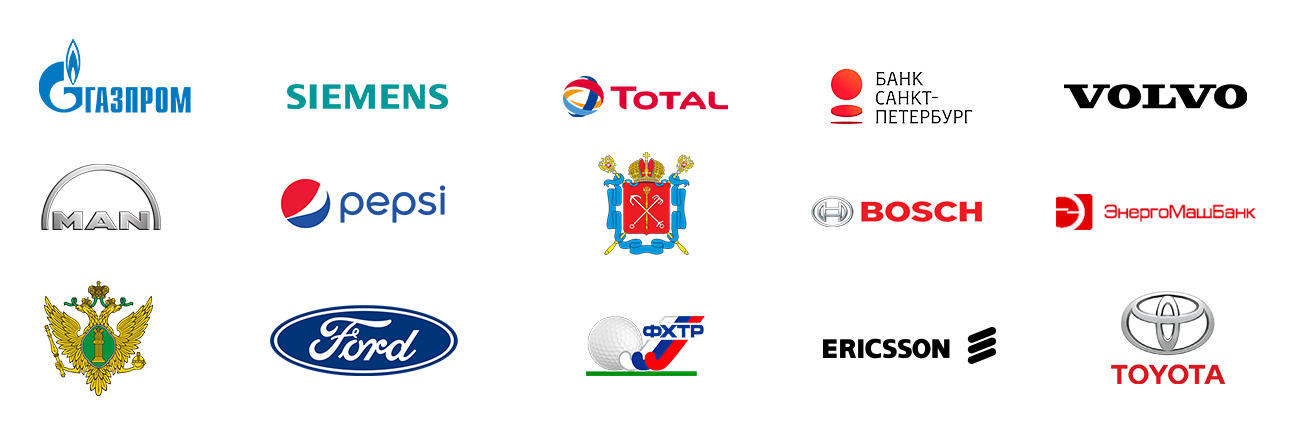 ГАЗПРОМ
SIEMENS
TOTAL
БАНК
САНКТ-
ПЕТЕРБУРГ
VOLVO
MAN
pepsi
BOSCH
ЭнергоМашБанк
Ford
ФХТР
ERICSSON
TOYOTA